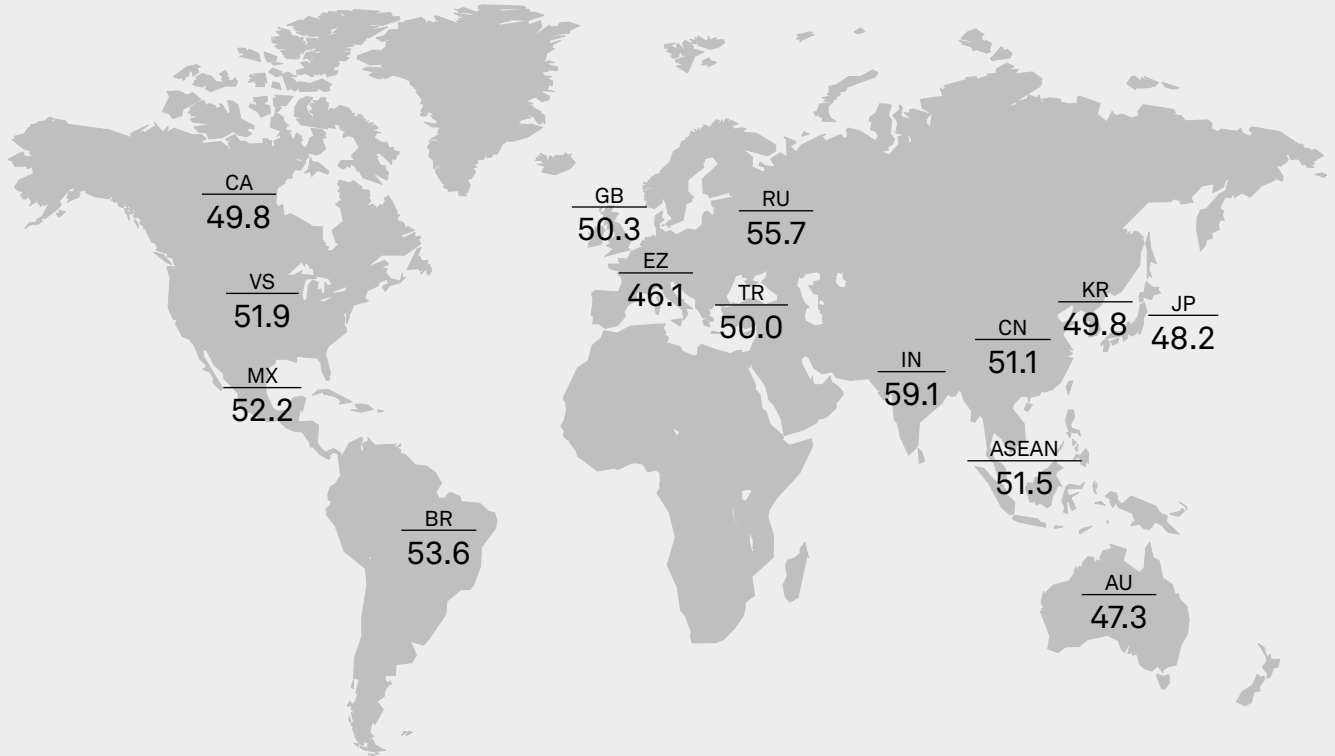 CA
49.8
GB
50.3
RU
55.7
EZ
46.1
VS
51.9
TR
50.0
KR
49.8
JP
48.2
CN
51.1
IN
59.1
MX
52.2
ASEAN
51.5
BR
53.6
AU
47.3